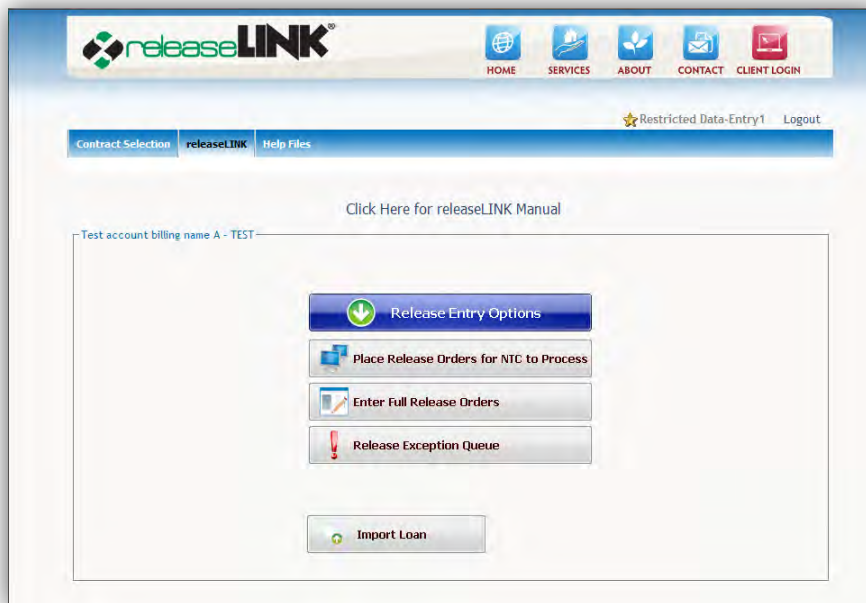 releaseLINK®
HOME SERVICES ABOUT CONTACT CLIENT LOGIN
Restricted Data-Entry1 Logout
Contract Selection releaseLINK Help Files
Click Here for releaseLINK Manual
Test account billing name A - TEST
Release Entry Options
Place Release Orders for NTC to Process
Enter Full Release Orders
Release Exception Queue
Import Loan